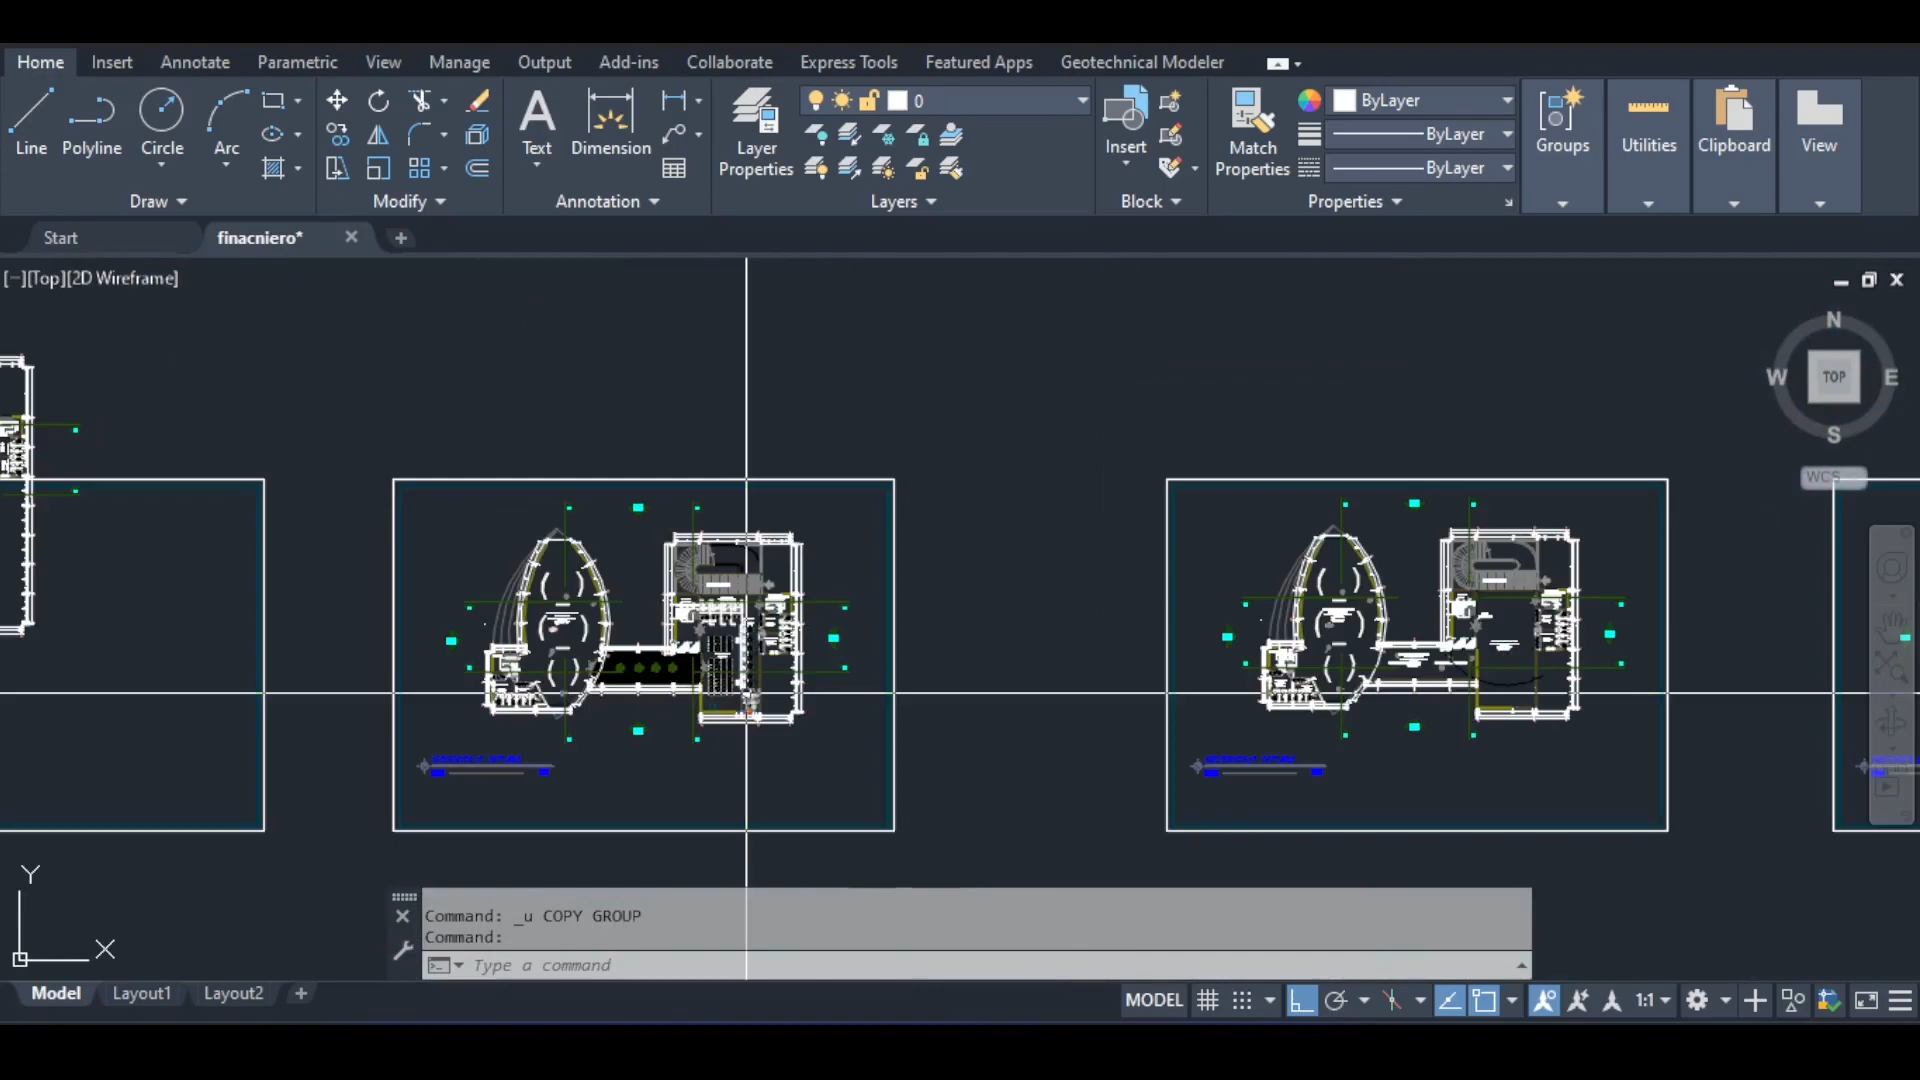 Home Insert Annotate Parametric View Manage Output Add-ins Collaborate Express Tools Featured Apps Geotechnical Modeler
Line Polyline Circle Arc
Draw
Modify
Text Dimension
Annotation
Layer Properties
0
Layers
Insert
Block
Match Properties
ByLayer
ByLayer
ByLayer
Properties
Groups
Utilities
Clipboard
View
Start
finacniero*
[−][Top][2D Wireframe]
N
W TOP E
S
WCS
Y
X
Command: _u COPY GROUP
Command:
Type a command
Model Layout1 Layout2
MODEL
1:1